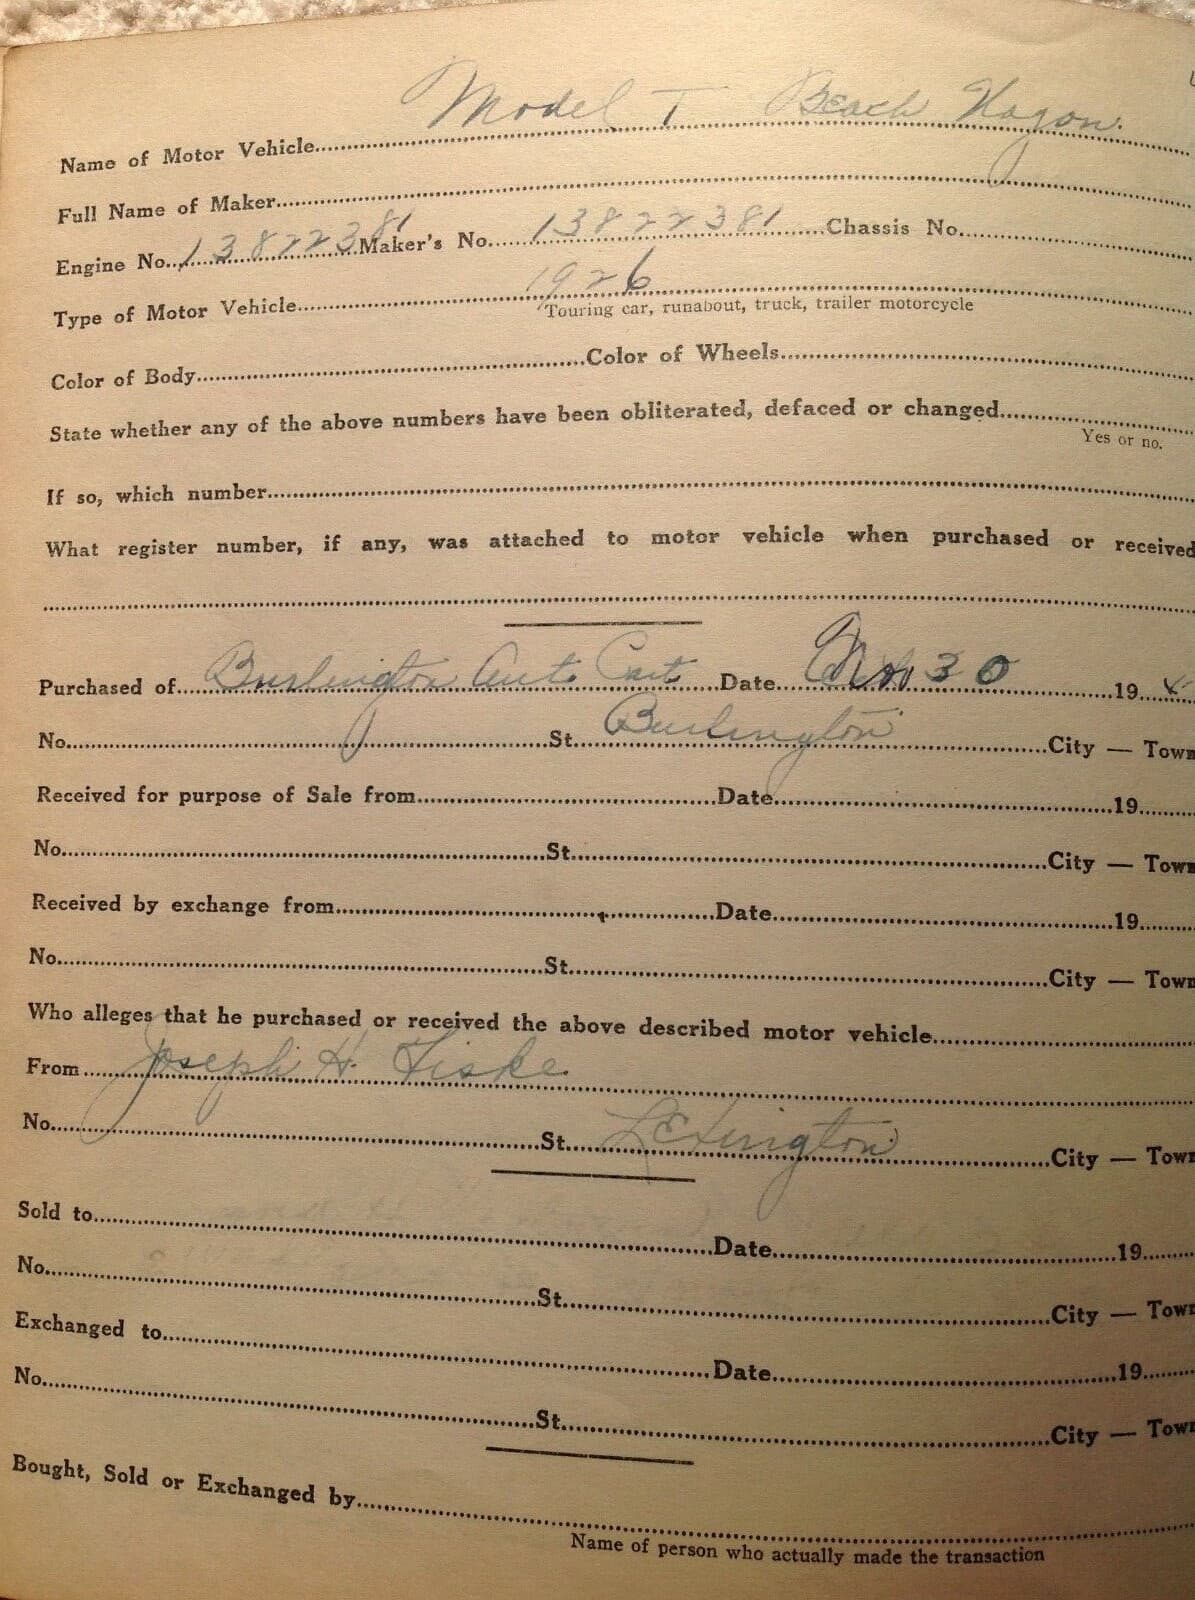 Name of Motor Vehicle Model T Beach Wagon.
Full Name of Maker
Engine No. 13822381 Maker's No. 13822381 Chassis No.
Type of Motor Vehicle 1926
Touring car, runabout, truck, trailer motorcycle
Color of Body Color of Wheels
State whether any of the above numbers have been obliterated, defaced or changed
Yes or no.
If so, which number
What register number, if any, was attached to motor vehicle when purchased or received
Purchased of Burlington Auto Date Nov 30 19
No. St. Burlington City — Town
Received for purpose of Sale from Date 19
No. St. City — Town
Received by exchange from Date 19
No. St. City — Town
Who alleges that he purchased or received the above described motor vehicle
From Joseph H. Fiske
No. St. Lexington City — Town
Sold to Date 19
No. St. City — Town
Exchanged to Date 19
No. St. City — Town
Bought, Sold or Exchanged by
Name of person who actually made the transaction